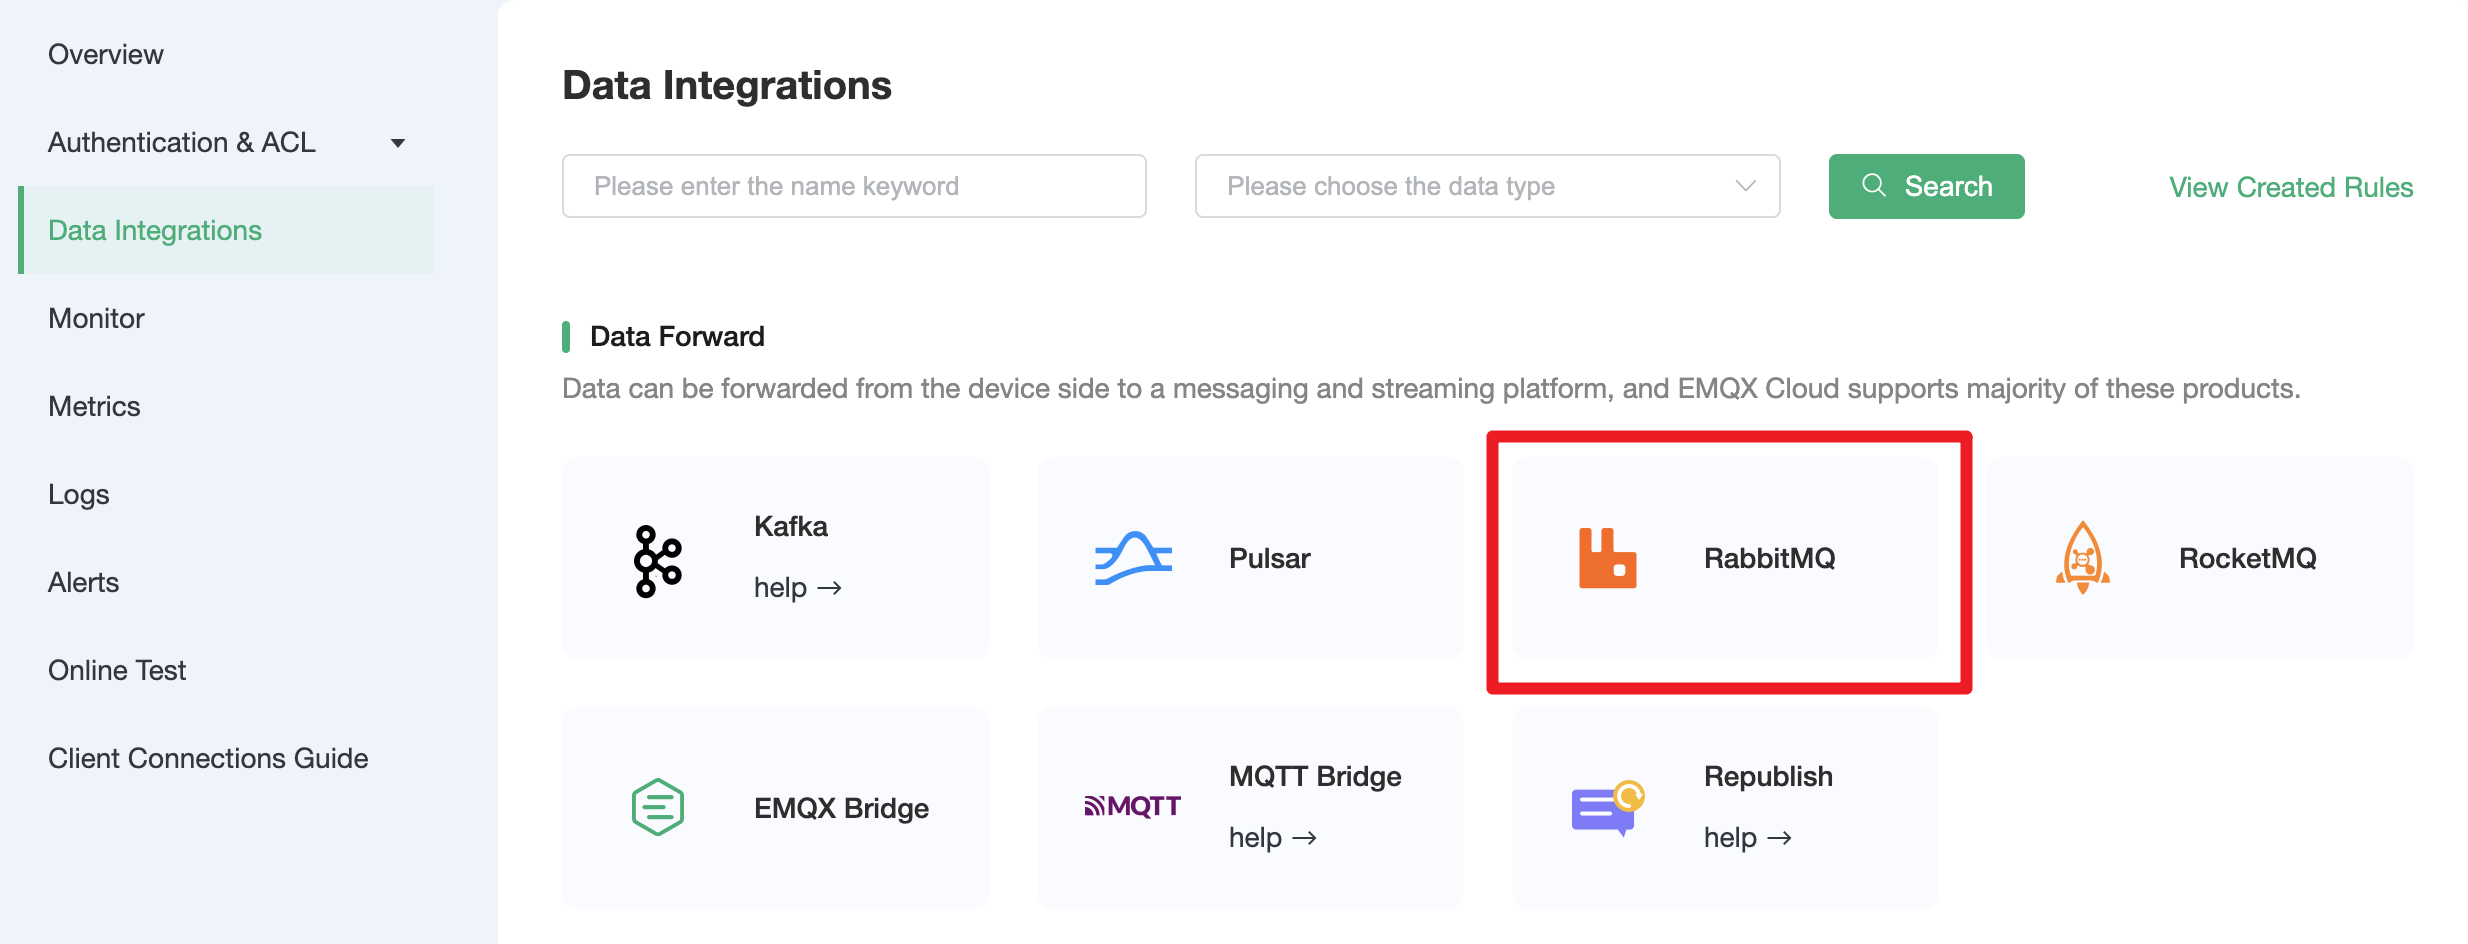 Overview
Authentication & ACL
Data Integrations
Monitor
Metrics
Logs
Alerts
Online Test
Client Connections Guide
Data Integrations
Please enter the name keyword
Please choose the data type
Search
View Created Rules
Data Forward
Data can be forwarded from the device side to a messaging and streaming platform, and EMQX Cloud supports majority of these products.
Kafka
help →
Pulsar
RabbitMQ
RocketMQ
EMQX Bridge
MQTT
MQTT Bridge
help →
Republish
help →